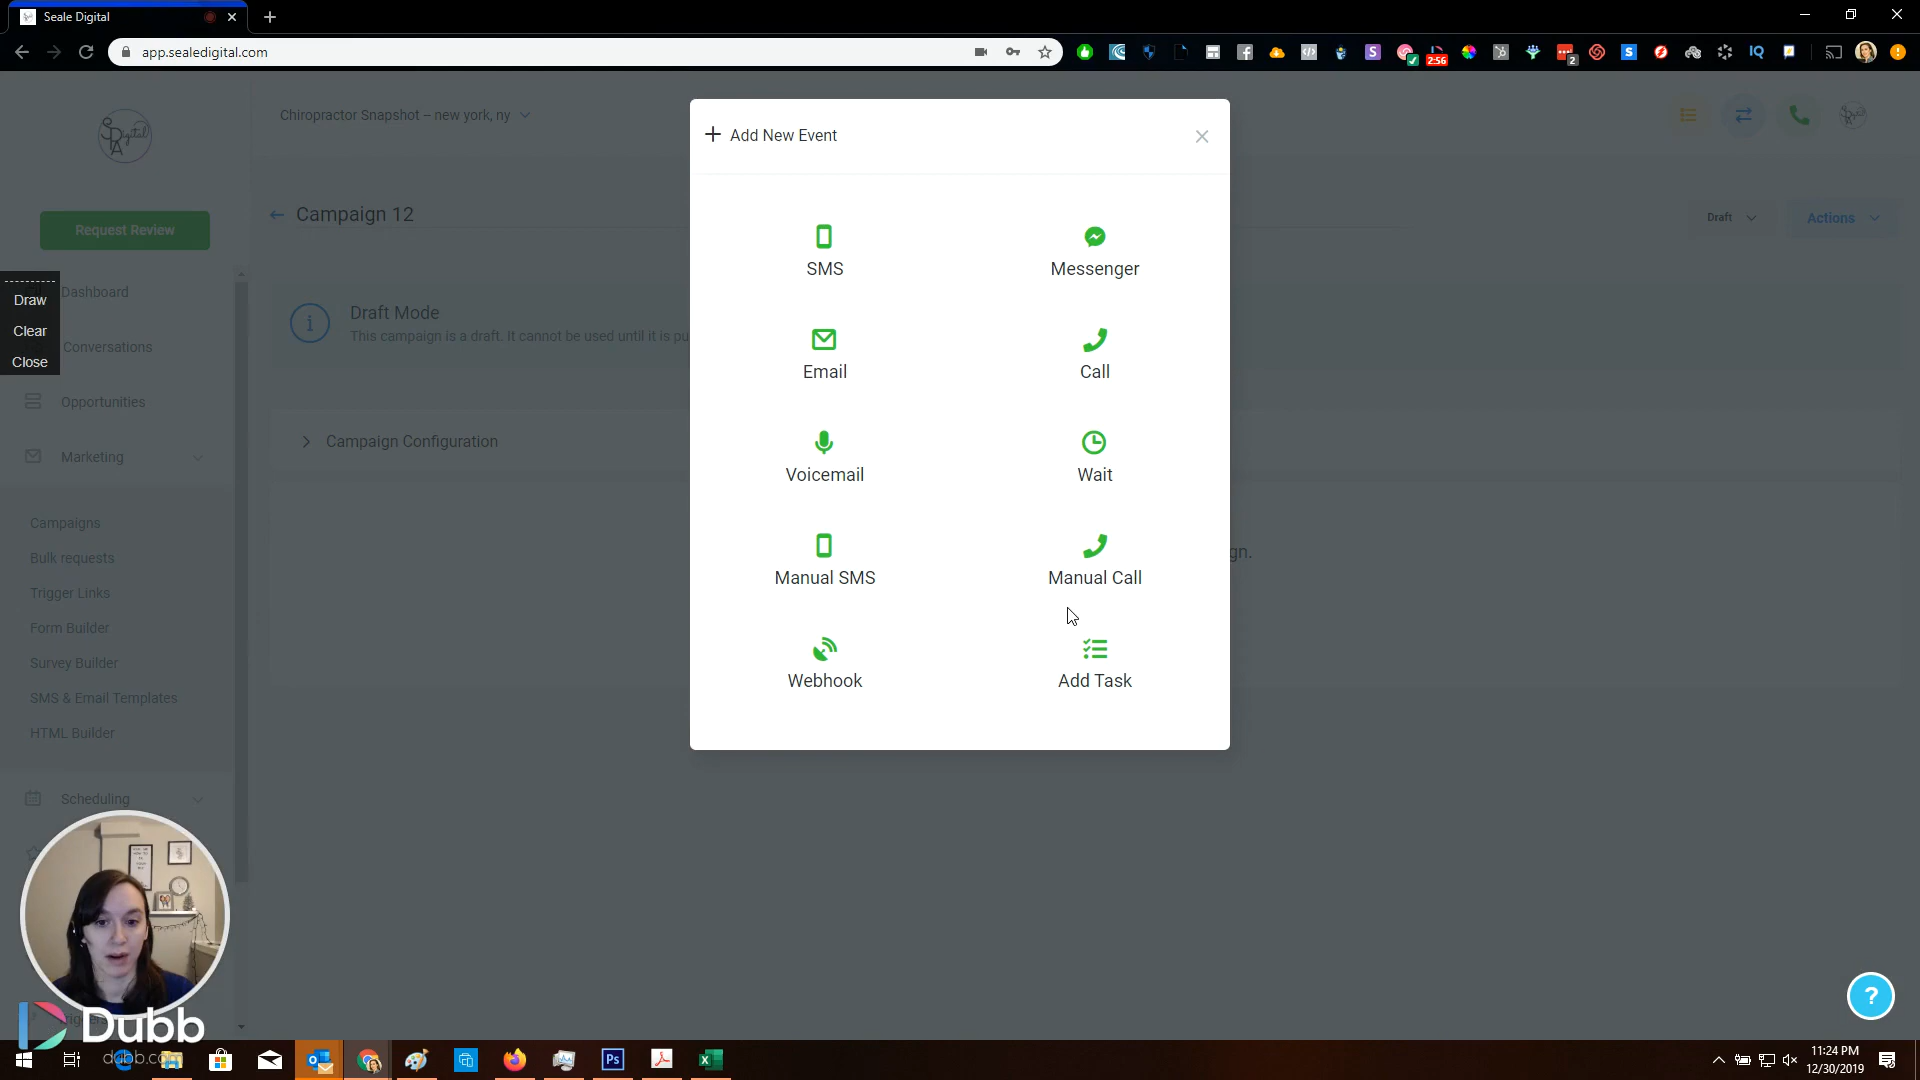 Seale Digital
app.sealedigital.com
2:56
2
Chiropractor Snapshot – new york, ny
Request Review
Draw
Clear
Close
Dashboard
Conversations
Opportunities
Marketing
Campaigns
Bulk requests
Trigger Links
Form Builder
Survey Builder
SMS & Email Templates
HTML Builder
Scheduling
Campaign 12
Draft
Actions
Draft Mode
This campaign is a draft. It cannot be used until it is pu
Campaign Configuration
gn.
Add New Event
SMS
Messenger
Email
Call
Voicemail
Wait
Manual SMS
Manual Call
Webhook
Add Task
?
Dubb
11:24 PM
12/30/2019